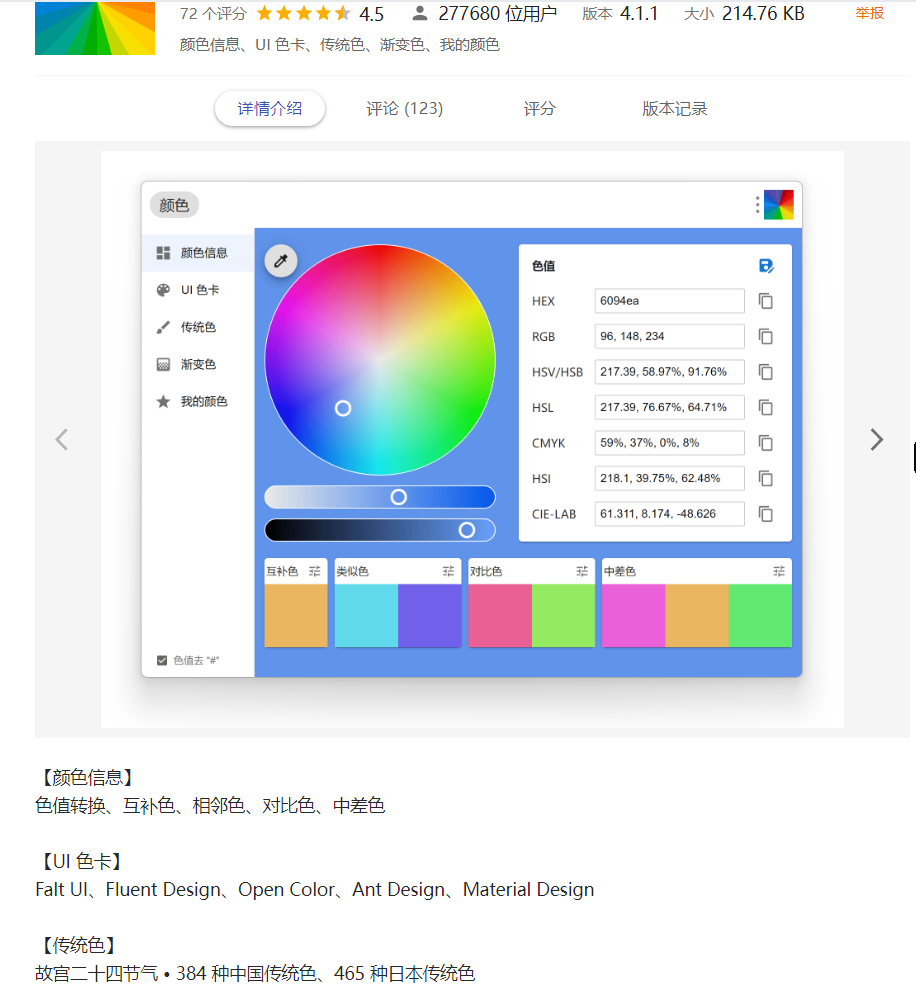 72 个评分 4.5 277680 位用户 版本 4.1.1 大小 214.76 KB 举报
颜色信息、UI 色卡、传统色、渐变色、我的颜色
详情介绍 评论 (123) 评分 版本记录
颜色
颜色信息
UI 色卡
传统色
渐变色
我的颜色
色值去 "#"
色值
HEX 6094ea
RGB 96, 148, 234
HSV/HSB 217.39, 58.97%, 91.76%
HSL 217.39, 76.67%, 64.71%
CMYK 59%, 37%, 0%, 8%
HSI 218.1, 39.75%, 62.48%
CIE-LAB 61.311, 8.174, -48.626
互补色 类似色 对比色 中差色
【颜色信息】
色值转换、互补色、相邻色、对比色、中差色
【UI 色卡】
Falt UI、Fluent Design、Open Color、Ant Design、Material Design
【传统色】
故宫二十四节气 • 384 种中国传统色、465 种日本传统色